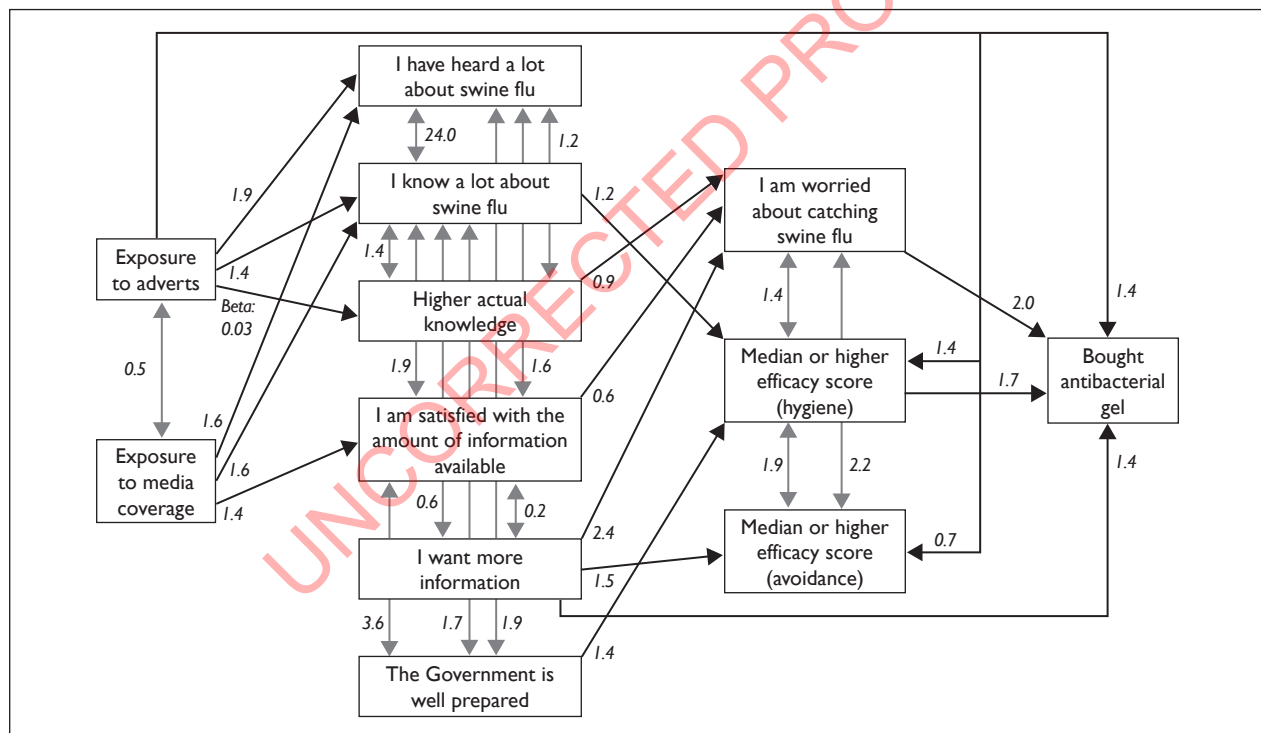 I have heard a lot
about swine flu
24.0
1.2
I know a lot about
swine flu
1.2
I am worried
about catching
swine flu
1.9
Exposure
to adverts
1.4
1.4
Beta:
0.03
Higher actual
knowledge
0.9
1.4
2.0
1.4
0.5
1.9
1.6
Median or higher
efficacy score
(hygiene)
1.4
1.7
Bought
antibacterial
gel
0.6
I am satisfied with the
amount of information
available
1.6
1.6
1.4
Exposure
to media
coverage
1.9
2.2
1.4
0.6
0.2
2.4
Median or higher
efficacy score
(avoidance)
0.7
I want more
information
1.5
3.6
1.7
1.9
1.4
The Government is
well prepared
UNCORRECTED PRO